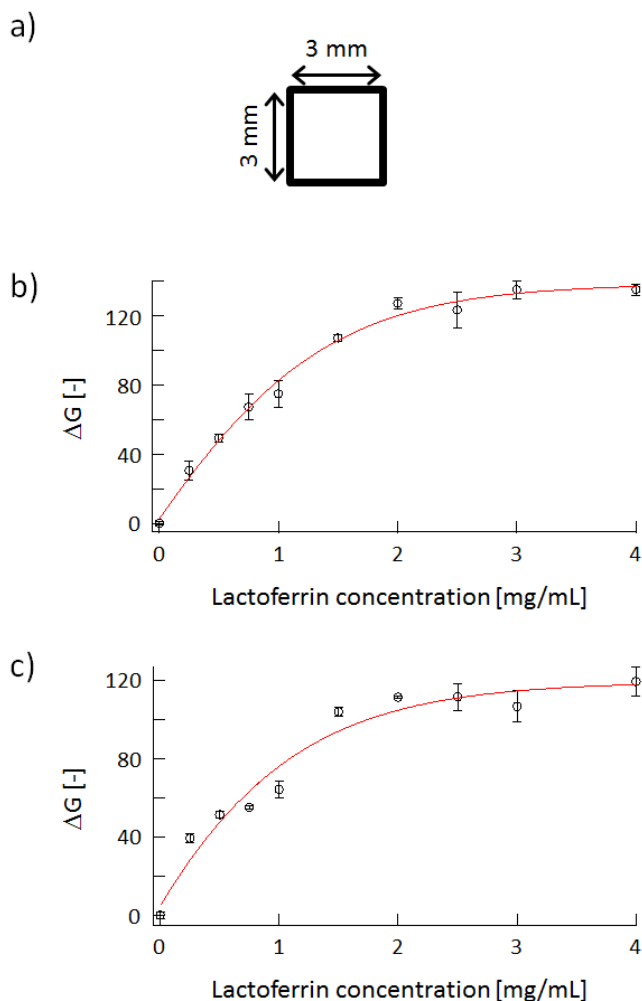 a)
3 mm
3 mm
b)
ΔG [-]
120
80
40
0
0 1 2 3 4
Lactoferrin concentration [mg/mL]
c)
ΔG [-]
120
80
40
0
0 1 2 3 4
Lactoferrin concentration [mg/mL]